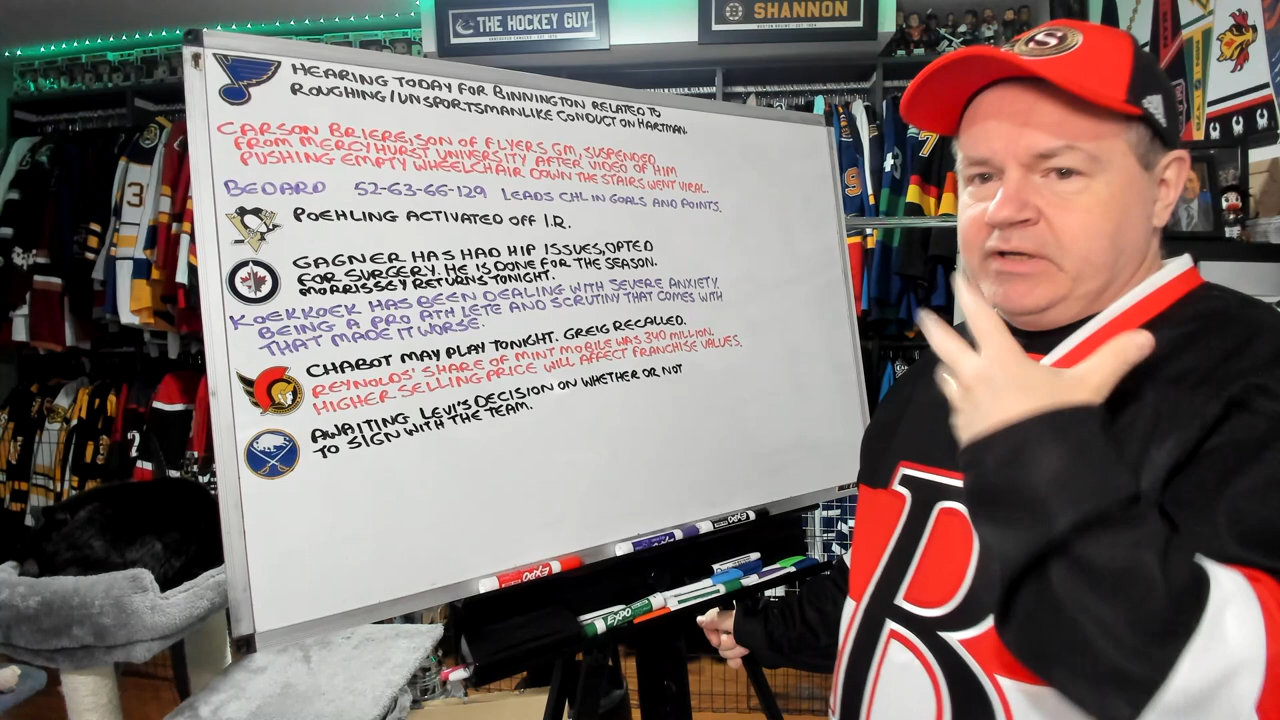 THE HOCKEY GUY
SHANNON
HEARING TODAY FOR BINNINGTON RELATED TO
ROUGHING/UNSPORTSMANLIKE CONDUCT ON HARTMAN.
CARSON BRIERE, SON OF FLYERS GM, SUSPENDED
FROM MERCYHURST UNIVERSITY AFTER VIDEO OF HIM
PUSHING EMPTY WHEELCHAIR DOWN THE STAIRS WENT VIRAL.
BEDARD 52-63-66-129 LEADS CHL IN GOALS AND POINTS.
POEHLING ACTIVATED OFF I.R.
GAGNER HAS HAD HIP ISSUES, OPTED
FOR SURGERY. HE IS DONE FOR THE SEASON.
MORRISSEY RETURNS TONIGHT.
KOEKKOEK HAS BEEN DEALING WITH SEVERE ANXIETY.
BEING A PRO ATHLETE AND SCRUTINY THAT COMES WITH
THAT MADE IT WORSE.
CHABOT MAY PLAY TONIGHT. GREIG RECALLED.
REYNOLDS' SHARE OF MINT MOBILE WAS 340 MILLION.
HIGHER SELLING PRICE WILL AFFECT FRANCHISE VALUES.
AWAITING LEVI'S DECISION ON WHETHER OR NOT
TO SIGN WITH THE TEAM.
EXPO
EXPO
EXPO
3
7
9
S